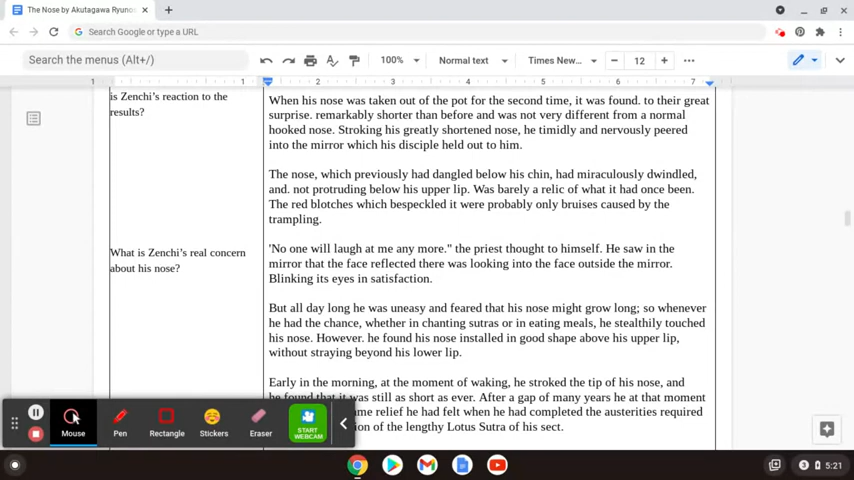 The Nose by Akutagawa Ryunos
Search Google or type a URL
Search the menus (Alt+/)
100%
Normal text
Times New...
12
1
1
2
3
4
5
6
7
is Zenchi's reaction to the
results?
What is Zenchi's real concern
about his nose?
When his nose was taken out of the pot for the second time, it was found. to their great
surprise. remarkably shorter than before and was not very different from a normal
hooked nose. Stroking his greatly shortened nose, he timidly and nervously peered
into the mirror which his disciple held out to him.
The nose, which previously had dangled below his chin, had miraculously dwindled,
and. not protruding below his upper lip. Was barely a relic of what it had once been.
The red blotches which bespeckled it were probably only bruises caused by the
trampling.
'No one will laugh at me any more." the priest thought to himself. He saw in the
mirror that the face reflected there was looking into the face outside the mirror.
Blinking its eyes in satisfaction.
But all day long he was uneasy and feared that his nose might grow long; so whenever
he had the chance, whether in chanting sutras or in eating meals, he stealthily touched
his nose. However. he found his nose installed in good shape above his upper lip,
without straying beyond his lower lip.
Early in the morning, at the moment of waking, he stroked the tip of his nose, and
he found that it was still as short as ever. After a gap of many years he at that moment
me relief he had felt when he had completed the austerities required
ion of the lengthy Lotus Sutra of his sect.
Mouse
Pen
Rectangle
Stickers
Eraser
START
WEBCAM
3
5:21